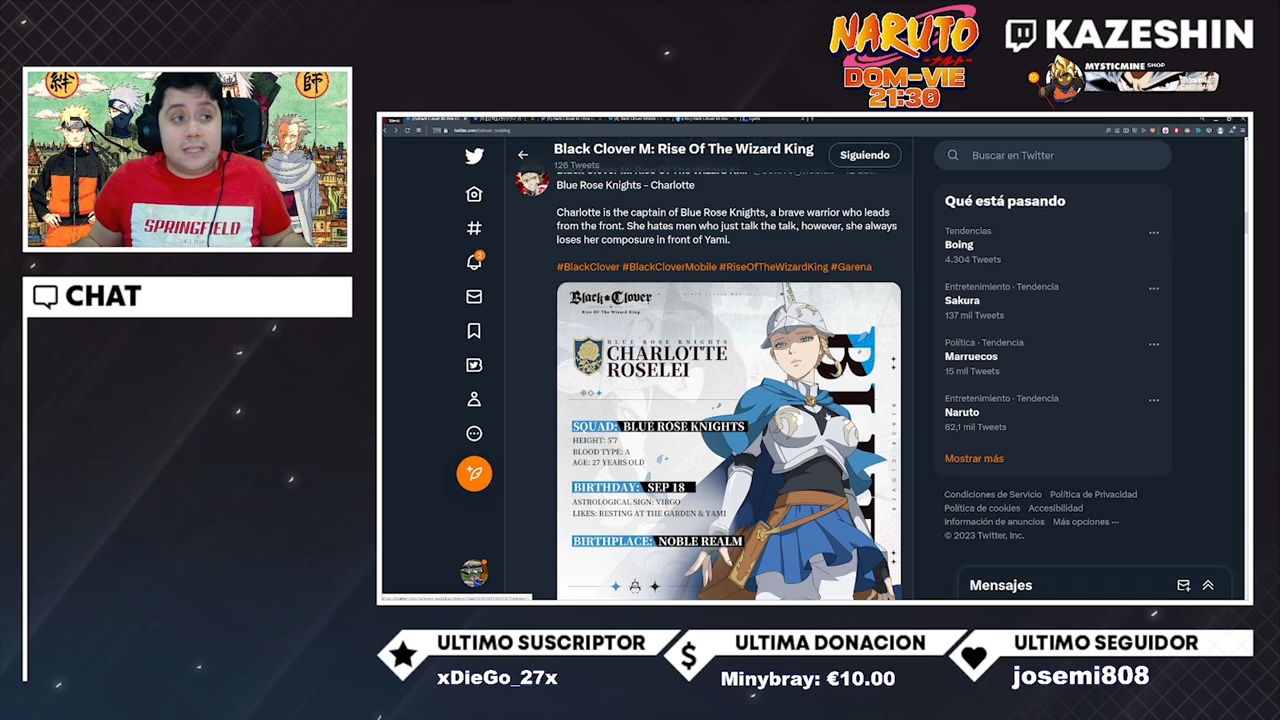 NARUTO
-ナルト-
DOM-VIE
21:30
KAZESHIN
MYSTICMINE SHOP
絆
師
SPRINGFIELD
CHAT
Black Clover M: Rise Of The Wizard King
126 Tweets
Siguiendo
Blue Rose Knights - Charlotte
Charlotte is the captain of Blue Rose Knights, a brave warrior who leads
from the front. She hates men who just talk the talk, however, she always
loses her composure in front of Yami.
#BlackClover #BlackCloverMobile #RiseOfTheWizardKing #Garena
Black Clover
Rise Of The Wizard King
BLUE ROSE KNIGHTS
CHARLOTTE
ROSELEI
SQUAD: BLUE ROSE KNIGHTS
HEIGHT: 5'7
BLOOD TYPE: A
AGE: 27 YEARS OLD
BIRTHDAY: SEP 18
ASTROLOGICAL SIGN: VIRGO
LIKES: RESTING AT THE GARDEN & YAMI
BIRTHPLACE: NOBLE REALM
2
Buscar en Twitter
Qué está pasando
Tendencias
Boing
4.304 Tweets
Entretenimiento · Tendencia
Sakura
137 mil Tweets
Política · Tendencia
Marruecos
15 mil Tweets
Entretenimiento · Tendencia
Naruto
62,1 mil Tweets
Mostrar más
Condiciones de Servicio Política de Privacidad
Política de cookies Accesibilidad
Información de anuncios Más opciones ···
© 2023 Twitter, Inc.
Mensajes
ULTIMO SUSCRIPTOR
xDieGo_27x
ULTIMA DONACION
Minybray: €10.00
ULTIMO SEGUIDOR
josemi808